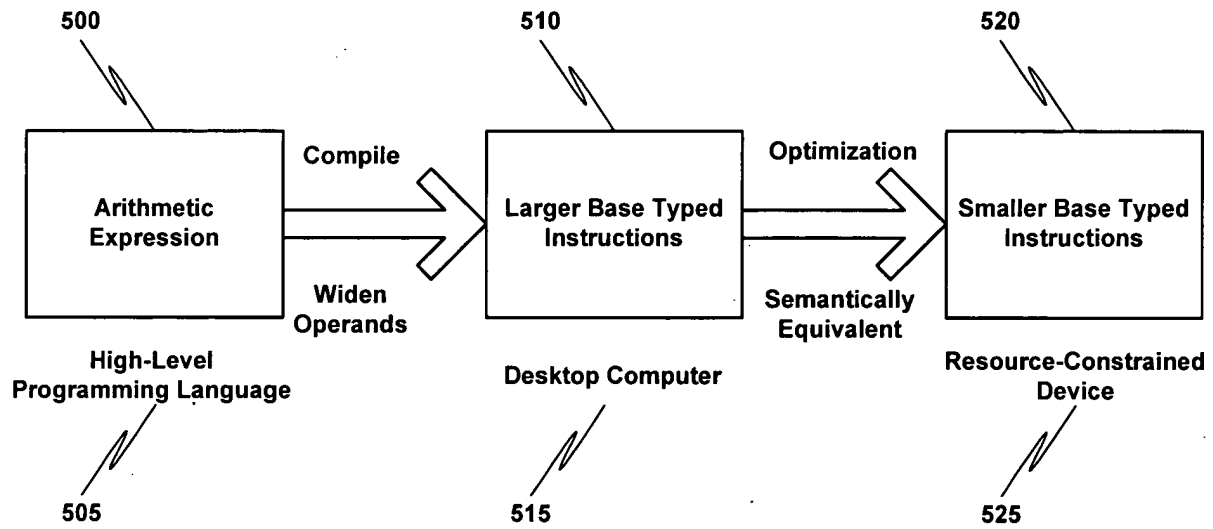 500
510
520
Compile
Optimization
Arithmetic
Expression
Larger Base Typed
Instructions
Smaller Base Typed
Instructions
Widen
Operands
Semantically
Equivalent
High-Level
Programming Language
Desktop Computer
Resource-Constrained
Device
505
515
525